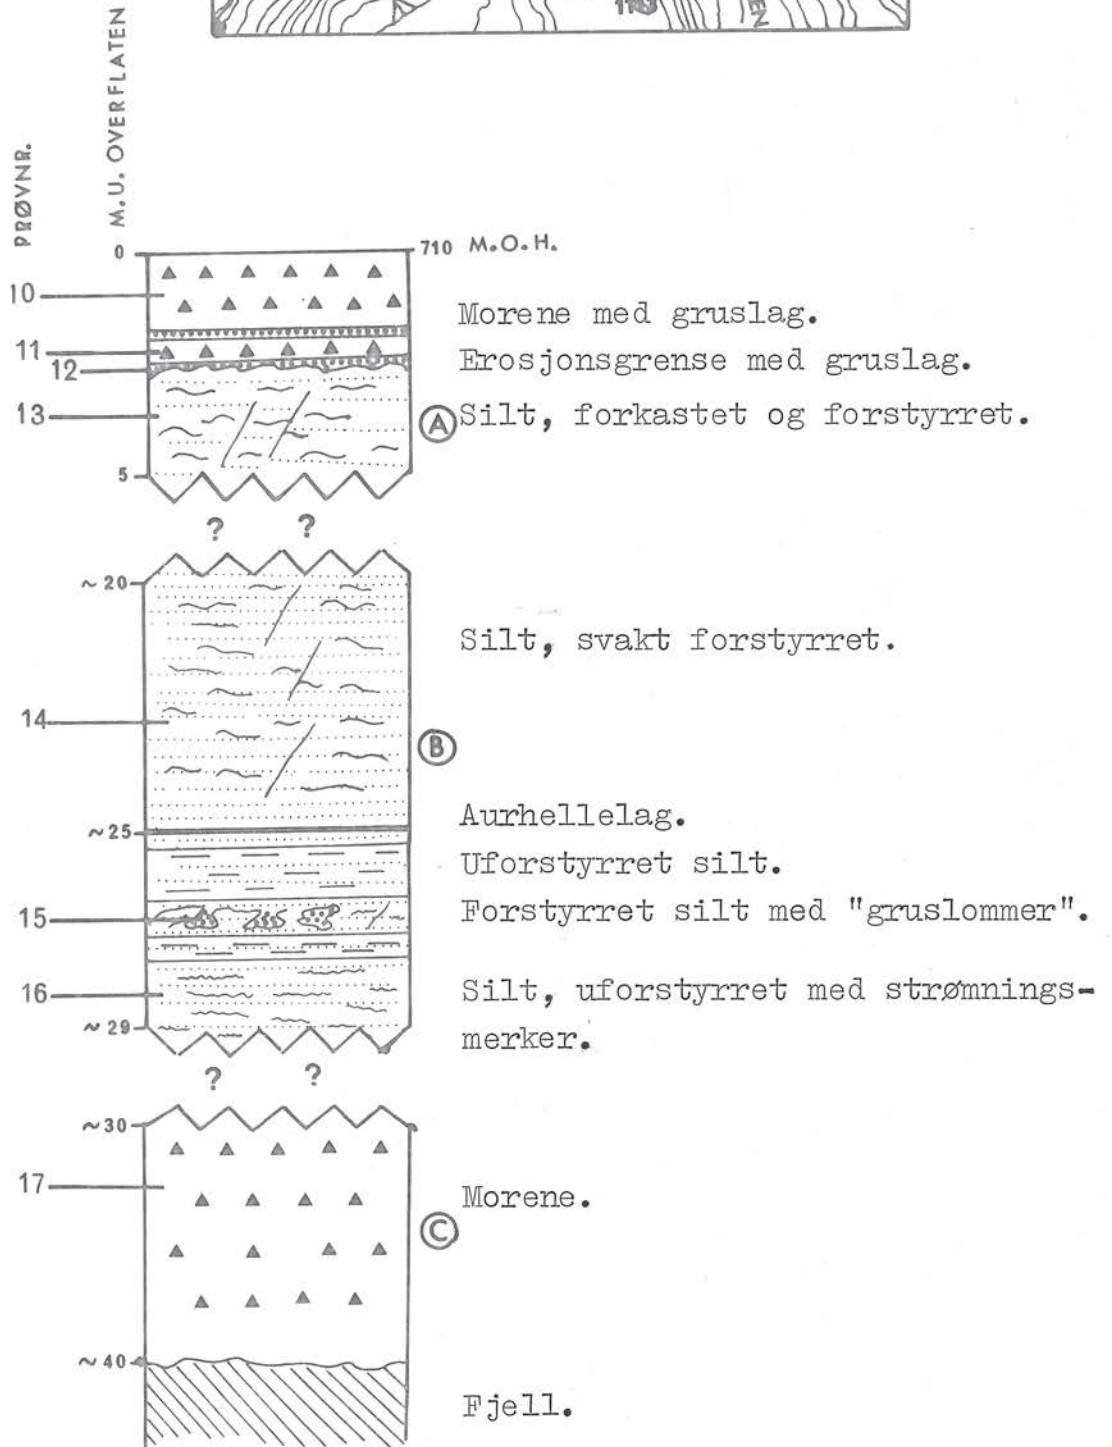 1143
EN
PRØVNR.
M.U. OVERFLATEN
0
710 M.O.H.
10
Morene med gruslag.
11
Erosjonsgrense med gruslag.
12
13
Ⓐ Silt, forkastet og forstyrret.
5
? ?
~20
Silt, svakt forstyrret.
14
Ⓑ
Aurhellelag.
~25
Uforstyrret silt.
15
Forstyrret silt med "gruslommer".
16
Silt, uforstyrret med strømnings-
~29
merker.
? ?
~30
17
Morene.
Ⓒ
~40
Fjell.